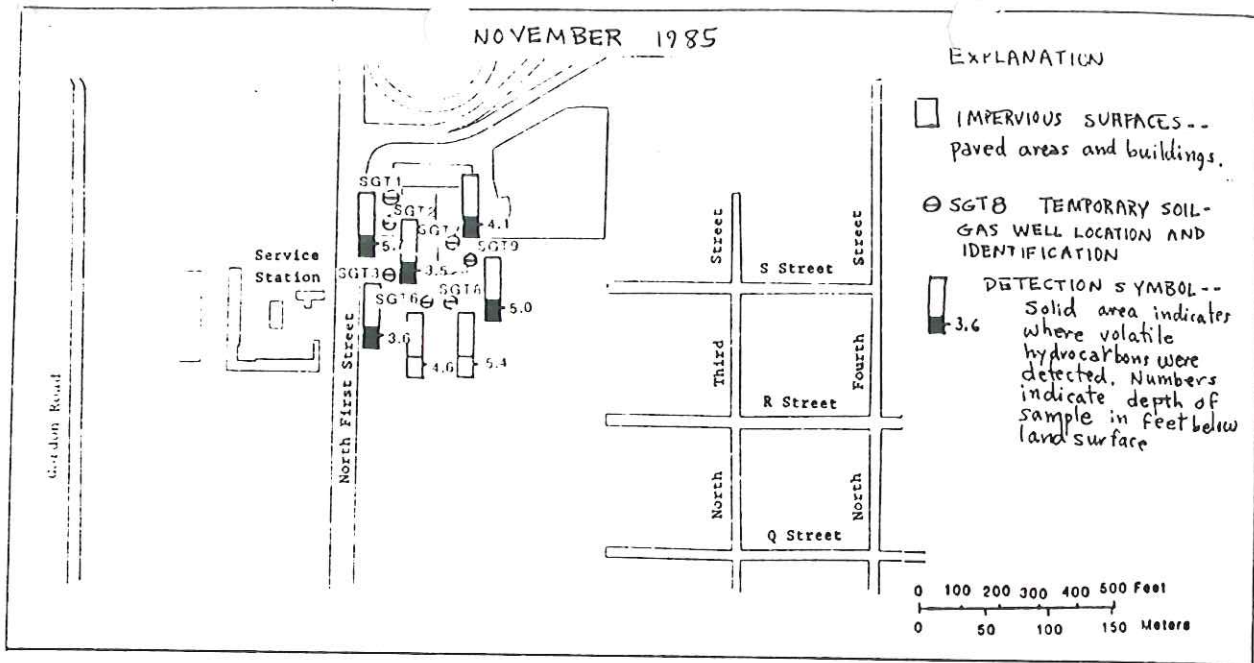 NOVEMBER 1985
EXPLANATION
IMPERVIOUS SURFACES--
paved areas and buildings.
SGT8 TEMPORARY SOIL-
GAS WELL LOCATION AND
IDENTIFICATION
DETECTION SYMBOL--
3.6
Solid area indicates
where volatile
hydrocarbons were
detected. Numbers
indicate depth of
sample in feet below
land surface
SGT1
SGT2
4.1
SGT9
3.5
Service
Station
SGT3
SGT6
SGT8
5.0
3.6
4.6
5.4
Gordon Road
North First Street
North Third Street
North Fourth Street
S Street
R Street
Q Street
0 100 200 300 400 500 Feet
0 50 100 150 Meters